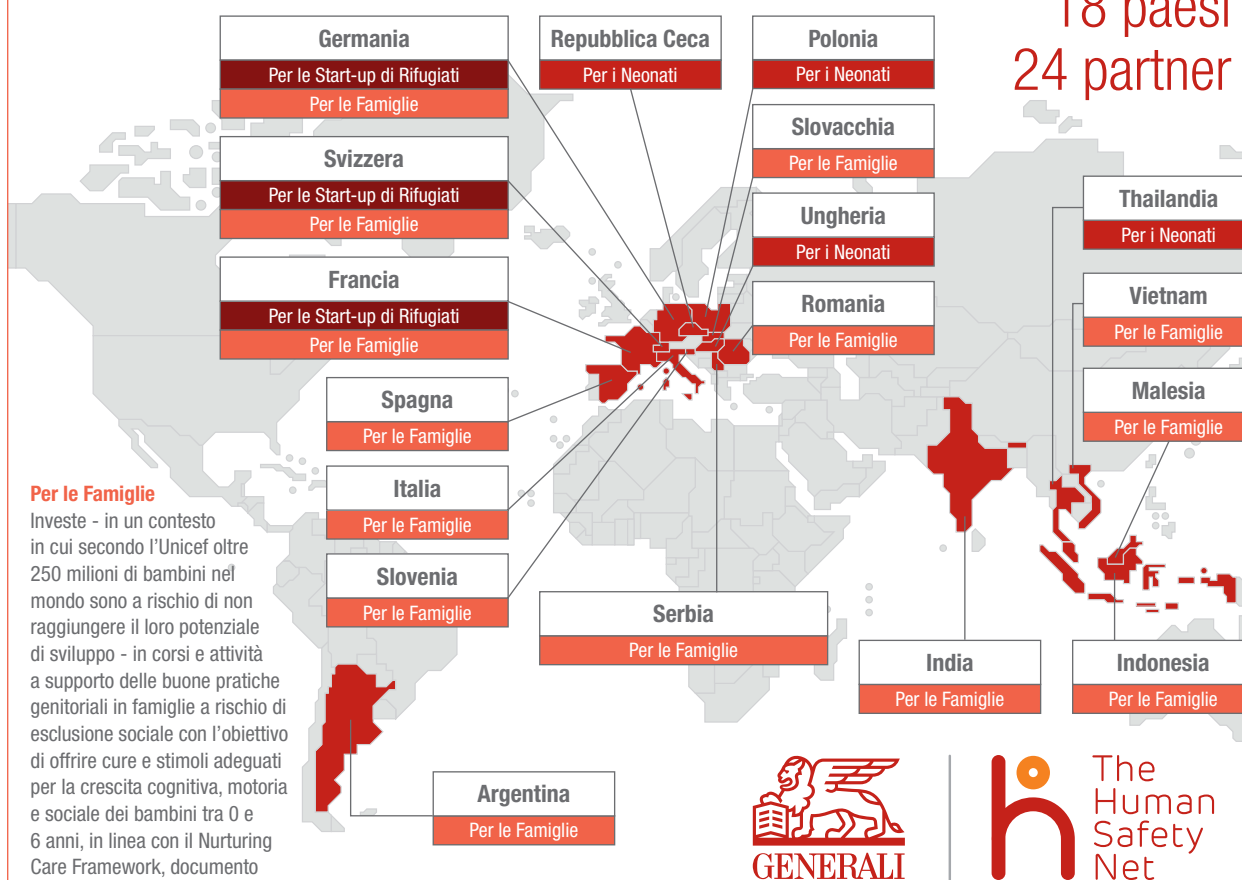 18 paesi
24 partner
Germania
Per le Start-up di Rifugiati
Per le Famiglie
Repubblica Ceca
Per i Neonati
Polonia
Per i Neonati
Slovacchia
Per le Famiglie
Svizzera
Per le Start-up di Rifugiati
Per le Famiglie
Ungheria
Per i Neonati
Thailandia
Per i Neonati
Francia
Per le Start-up di Rifugiati
Per le Famiglie
Romania
Per le Famiglie
Vietnam
Per le Famiglie
Spagna
Per le Famiglie
Malesia
Per le Famiglie
Italia
Per le Famiglie
Slovenia
Per le Famiglie
Serbia
Per le Famiglie
India
Per le Famiglie
Indonesia
Per le Famiglie
Argentina
Per le Famiglie
Per le Famiglie
Investe - in un contesto
in cui secondo l'Unicef oltre
250 milioni di bambini nel
mondo sono a rischio di non
raggiungere il loro potenziale
di sviluppo - in corsi e attività
a supporto delle buone pratiche
genitoriali in famiglie a rischio di
esclusione sociale con l'obiettivo
di offrire cure e stimoli adeguati
per la crescita cognitiva, motoria
e sociale dei bambini tra 0 e
6 anni, in linea con il Nurturing
Care Framework, documento
GENERALI
The
Human
Safety
Net